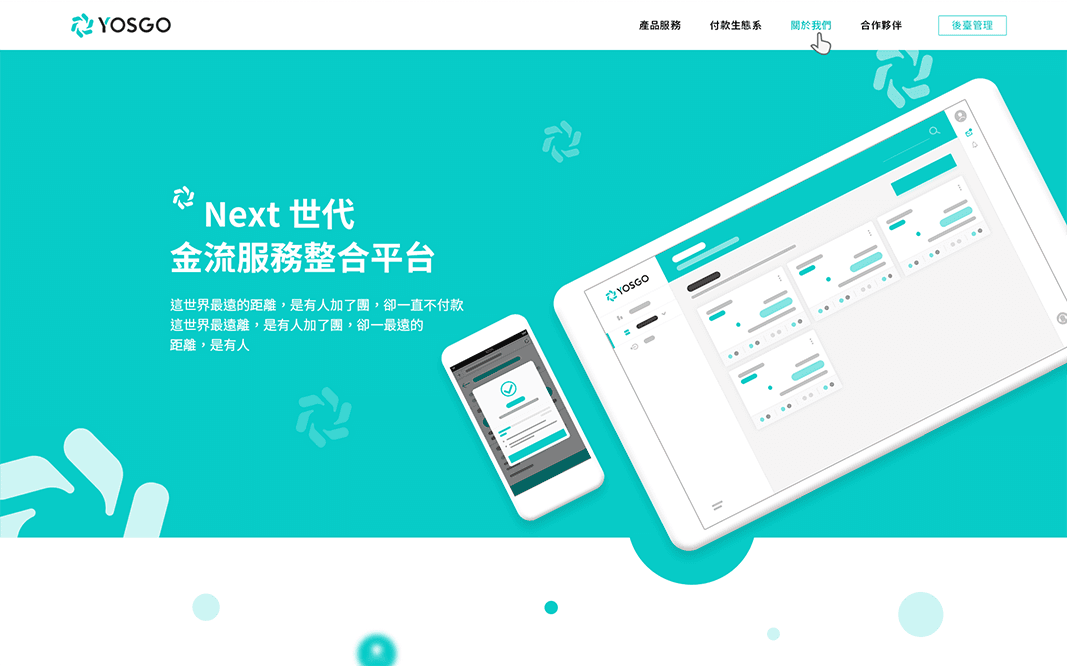 YOSGO
產品服務
付款生態系
關於我們
合作夥伴
後臺管理
Next 世代
金流服務整合平台
這世界最遠的距離，是有人加了團，卻一直不付款
這世界最遠離，是有人加了團，卻一最遠的
距離，是有人
YOSGO